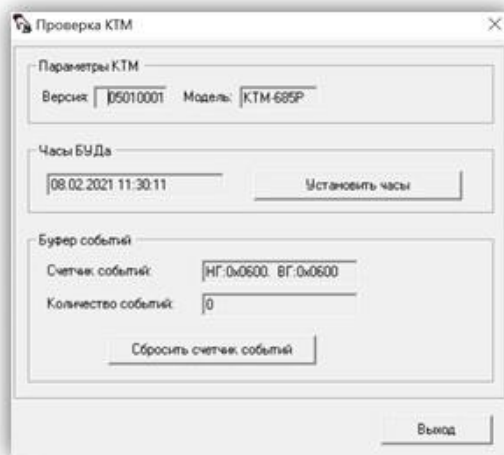 Проверка КТМ
Параметры КТМ
Версия: 05010001 Модель: КТМ-685Р
Часы БУДа
08.02.2021 11:30:11 Установить часы
Буфер событий
Счетчик событий: НГ:0x0600. ВГ:0x0600
Количество событий: 0
Сбросить счетчик событий
Выход